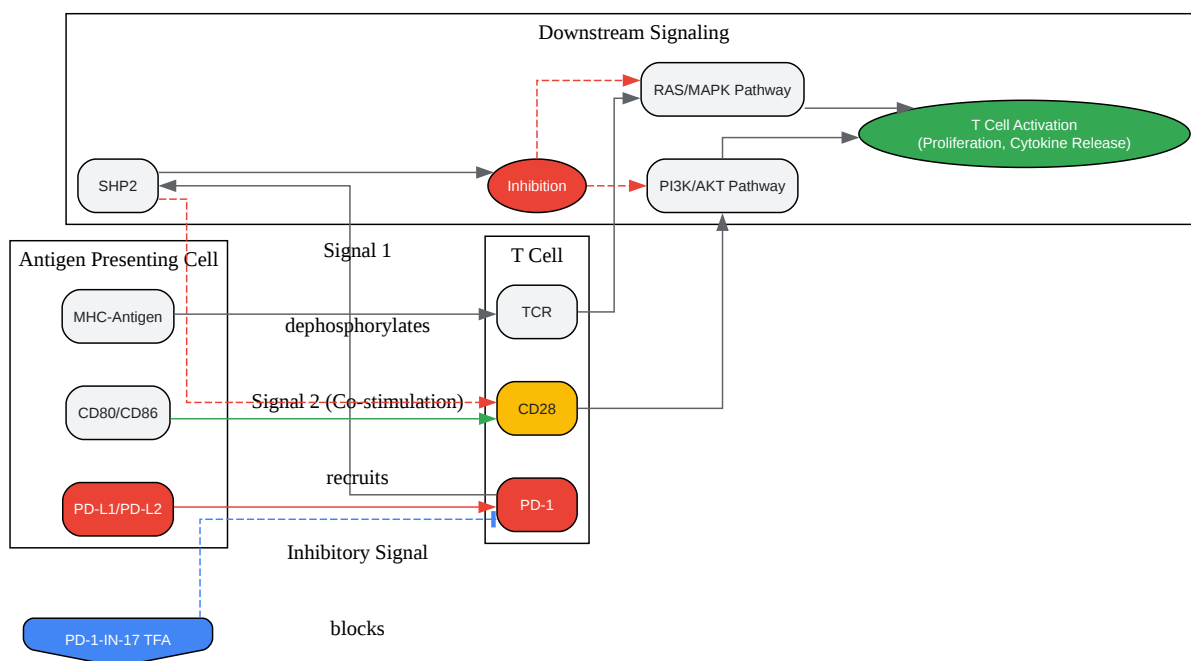 Downstream Signaling
RAS/MAPK Pathway
T Cell Activation
(Proliferation, Cytokine Release)
SHP2
Inhibition
PI3K/AKT Pathway
Signal 1
Antigen Presenting Cell
T Cell
MHC-Antigen
TCR
dephosphorylates
Signal 2 (Co-stimulation)
CD80/CD86
CD28
recruits
PD-L1/PD-L2
PD-1
Inhibitory Signal
blocks
PD-1-IN-17 TFA